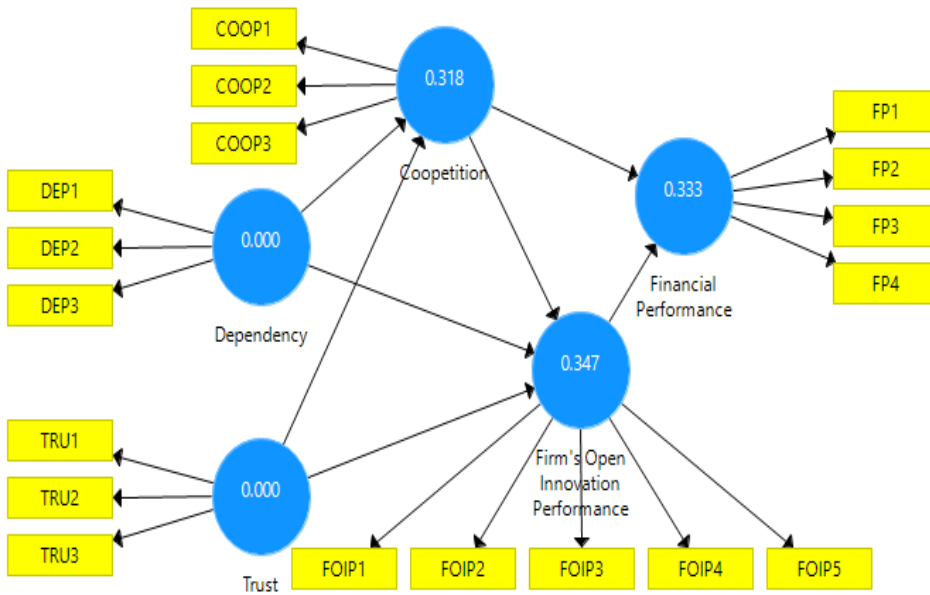 COOP1
COOP2
COOP3
0.318
Coopetition
DEP1
DEP2
DEP3
0.000
Dependency
0.333
Financial
Performance
FP1
FP2
FP3
FP4
0.347
Firm's Open
Innovation
Performance
TRU1
TRU2
TRU3
0.000
Trust
FOIP1
FOIP2
FOIP3
FOIP4
FOIP5